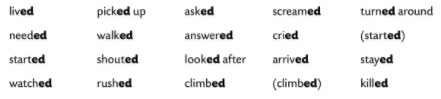 lived picked up asked screamed turned around
needed walked answered cried (started)
started shouted looked after arrived stayed
watched rushed climbed (climbed) killed